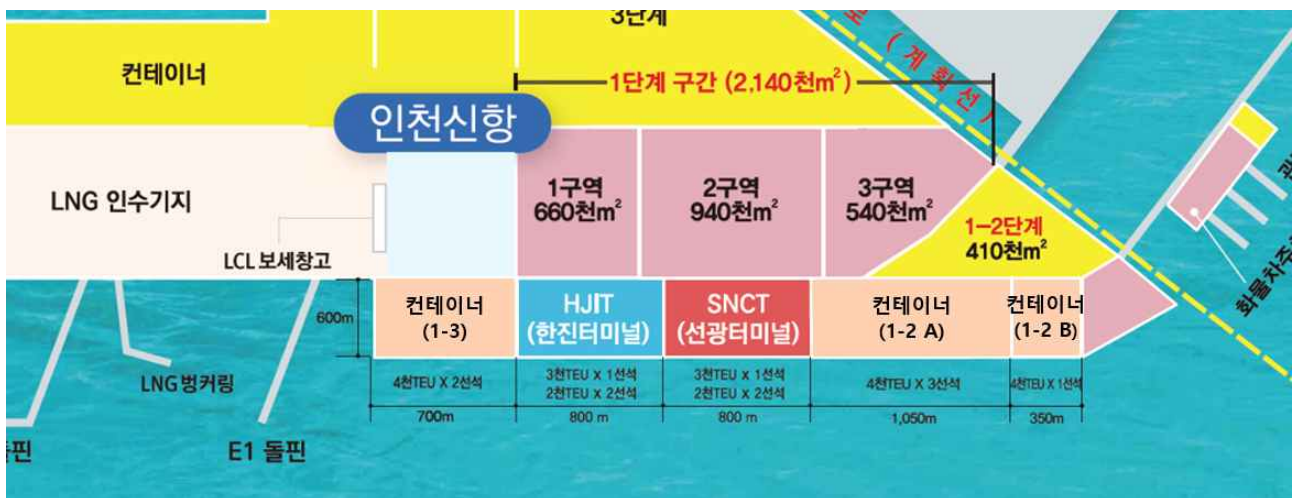 3단계
로 ( 계획선 )
컨테이너
1단계 구간 (2,140천m²)
인천신항
LNG 인수기지
1구역
660천m²
2구역
940천m²
3구역
540천m²
1-2단계
410천m²
LCL 보세창고
600m
컨테이너
(1-3)
HJIT
(한진터미널)
SNCT
(선광터미널)
컨테이너
(1-2 A)
컨테이너
(1-2 B)
화물차주
LNG 벙커링
4천TEU X 2선석
3천TEU X 1선석
2천TEU X 2선석
3천TEU X 1선석
2천TEU X 2선석
4천TEU X 3선석
4천TEU X 1선석
700m
800 m
800 m
1,050m
350m
돌핀
E1 돌핀